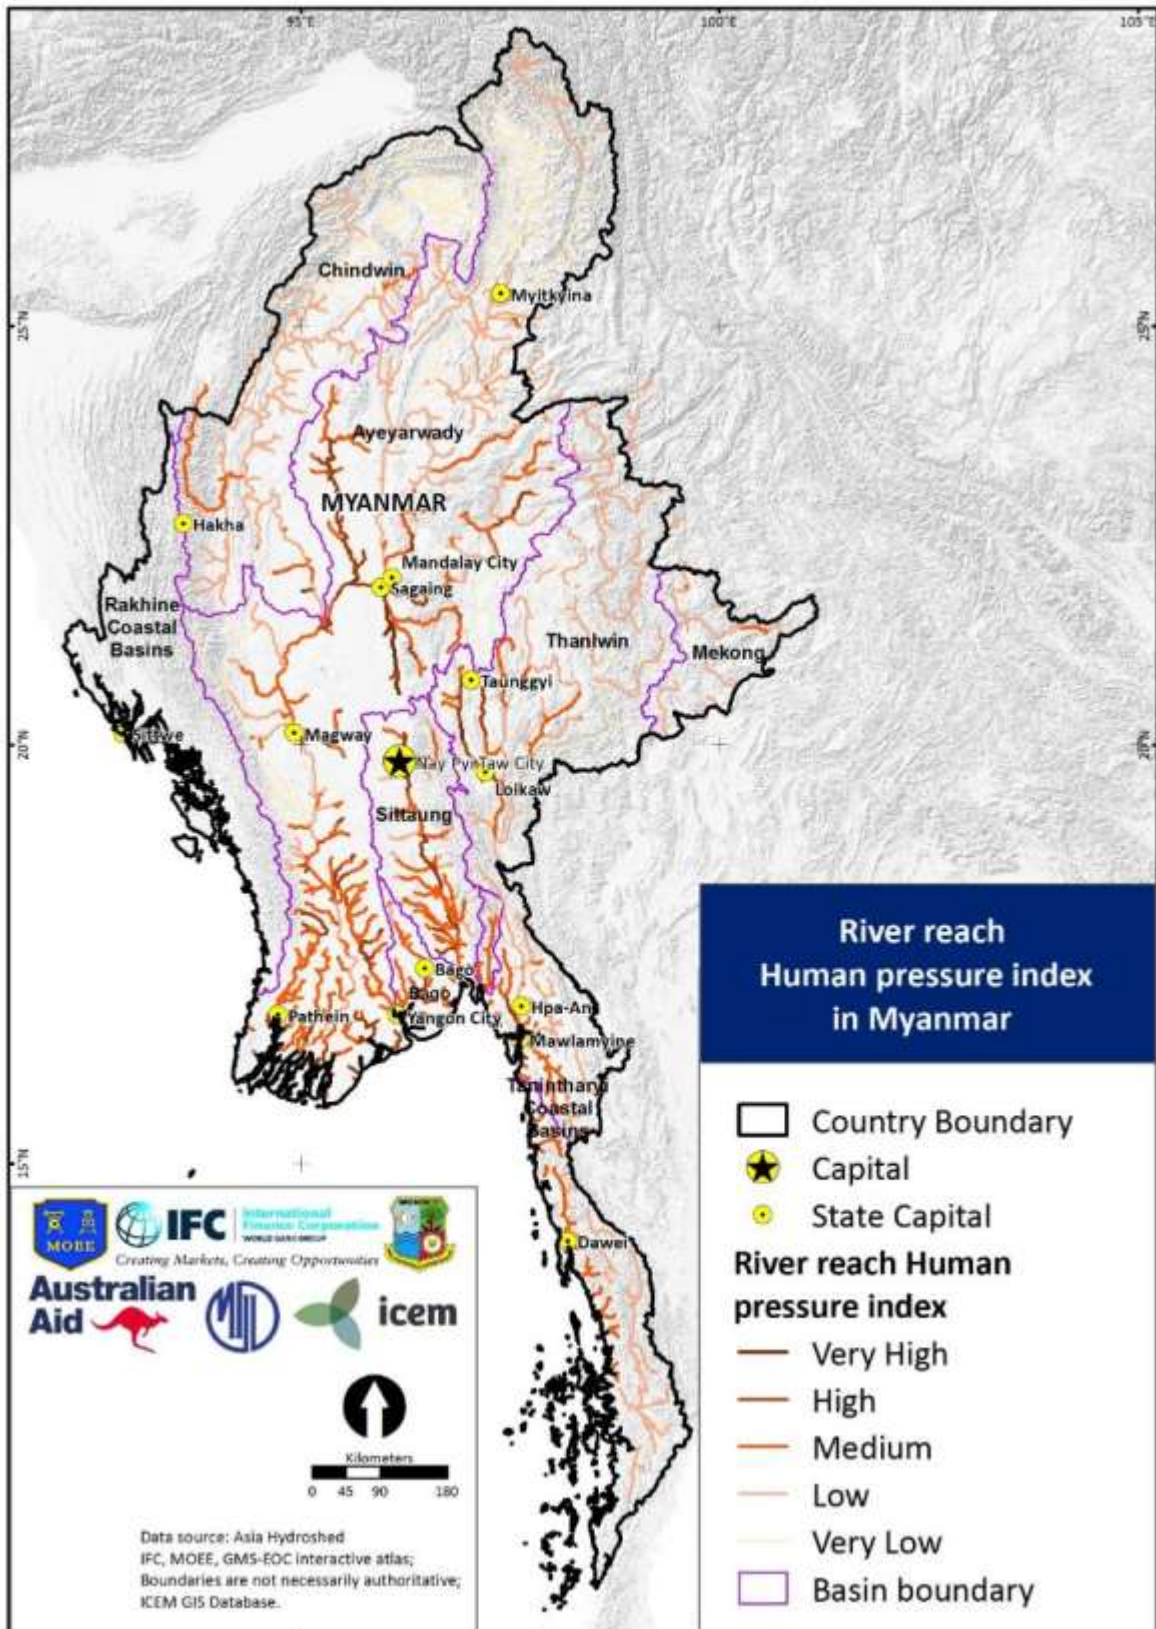 95°E
100°E
105°E
Chindwin
Myitkyina
25°N
25°N
Ayeyarwady
MYANMAR
Hakha
Mandalay City
Sagaing
Rakhine
Coastal
Basins
Thanlwin
Mekong
Taunggyi
Sittwe
Magway
20°N
20°N
Nay Pyi Taw City
Loikaw
Sittaung
Bago
Bago
Pathein
Yangon City
Hpa-An
Mawlamyine
Tanintharyi
Coastal
Basins
15°N
Dawei
River reach
Human pressure index
in Myanmar
Country Boundary
Capital
State Capital
River reach Human
pressure index
Very High
High
Medium
Low
Very Low
Basin boundary
MOEE
IFC
International
Finance Corporation
WORLD BANK GROUP
Creating Markets, Creating Opportunities
Australian
Aid
icem
Kilometers
0 45 90 180
Data source: Asia Hydroshed
IFC, MOEE, GMS-EOC interactive atlas;
Boundaries are not necessarily authoritative;
ICEM GIS Database.